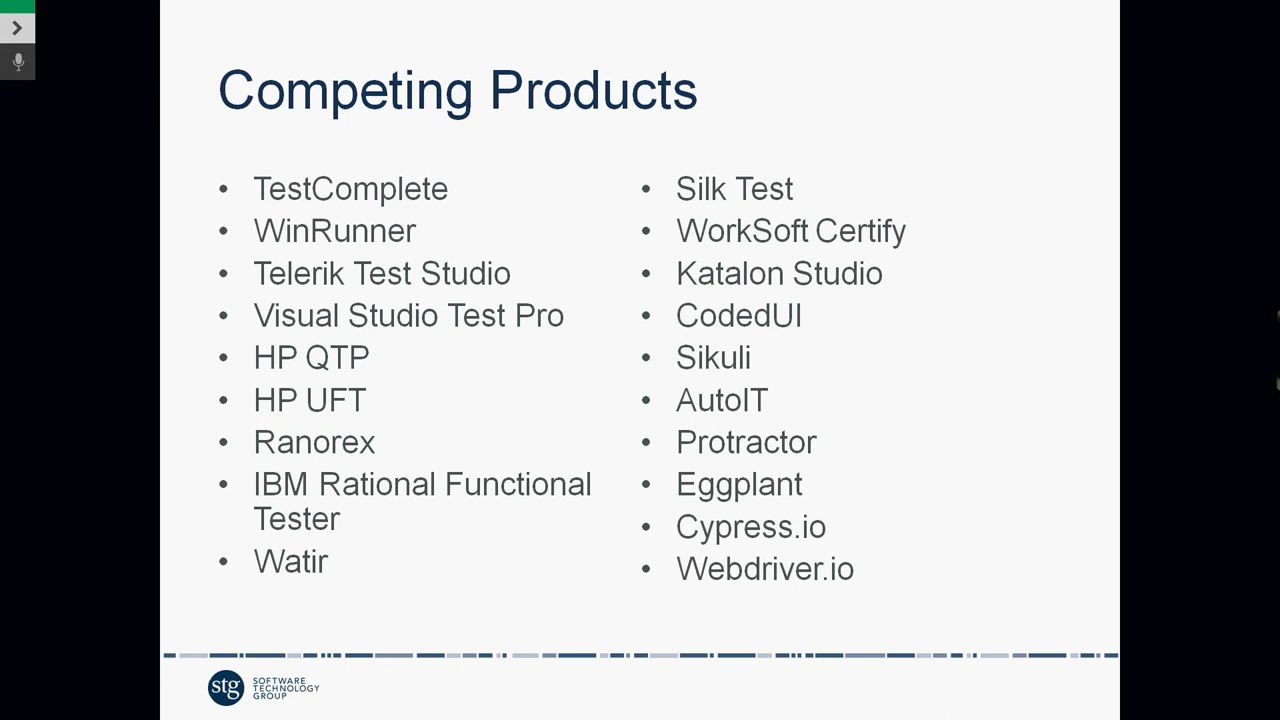 Competing Products
• TestComplete
• WinRunner
• Telerik Test Studio
• Visual Studio Test Pro
• HP QTP
• HP UFT
• Ranorex
• IBM Rational Functional
Tester
• Watir
• Silk Test
• WorkSoft Certify
• Katalon Studio
• CodedUI
• Sikuli
• AutoIT
• Protractor
• Eggplant
• Cypress.io
• Webdriver.io
stg
SOFTWARE
TECHNOLOGY
GROUP